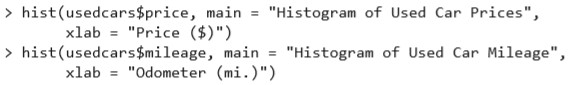 > hist(usedcars$price, main = "Histogram of Used Car Prices",
xlab = "Price ($)")
> hist(usedcars$mileage, main = "Histogram of Used Car Mileage",
xlab = "Odometer (mi.)")